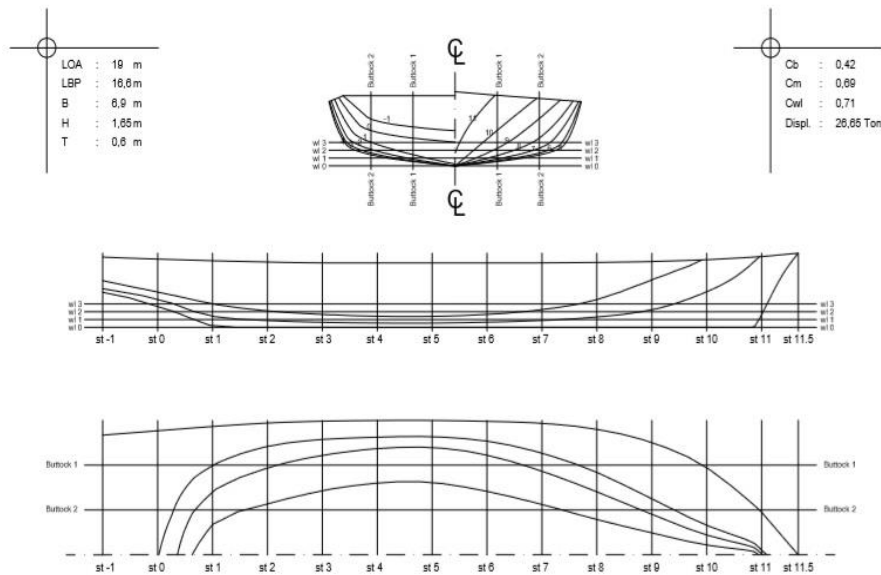 LOA : 19 m
LBP : 16,6 m
B : 6,9 m
H : 1,65 m
T : 0,6 m
Cb : 0,42
Cm : 0,69
Cwl : 0,71
Displ. : 26,65 Ton
CL
Buttock 2
Buttock 1
Buttock 1
Buttock 2
-1
11
10
9
8
7
wl 3
wl 2
wl 1
wl 0
wl 3
wl 2
wl 1
wl 0
Buttock 2
Buttock 1
Buttock 1
Buttock 2
CL
wl 3
wl 2
wl 1
wl 0
wl 3
wl 2
wl 1
wl 0
st -1 st 0 st 1 st 2 st 3 st 4 st 5 st 6 st 7 st 8 st 9 st 10 st 11 st 11.5
Buttock 1 Buttock 1
Buttock 2 Buttock 2
st -1 st 0 st 1 st 2 st 3 st 4 st 5 st 6 st 7 st 8 st 9 st 10 st 11 st 11.5